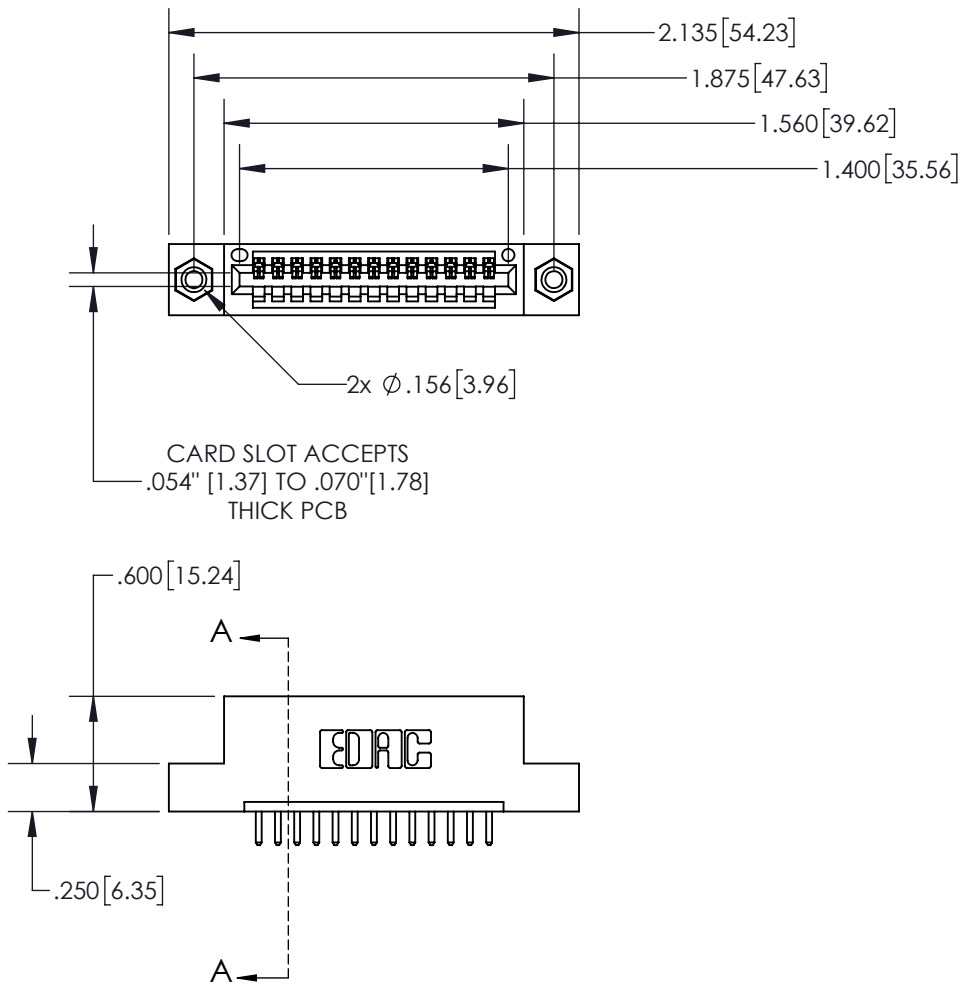 2.135[54.23]
1.875[47.63]
1.560[39.62]
1.400[35.56]
2x ∅.156[3.96]
CARD SLOT ACCEPTS
.054" [1.37] TO .070"[1.78]
THICK PCB
.600[15.24]
A
EDAC
.250[6.35]
A